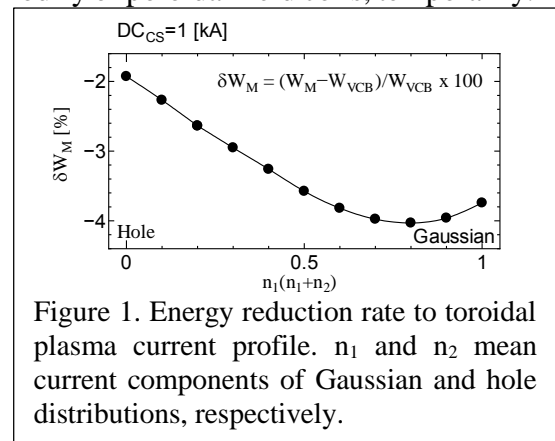 DC_CS=1 [kA]
δW_M = (W_M−W_VCB)/W_VCB x 100
−2
−3
−4
δW_M [%]
Hole
Gaussian
0
0.5
1
n₁(n₁+n₂)
Figure 1. Energy reduction rate to toroidal
plasma current profile. n₁ and n₂ mean
current components of Gaussian and hole
distributions, respectively.